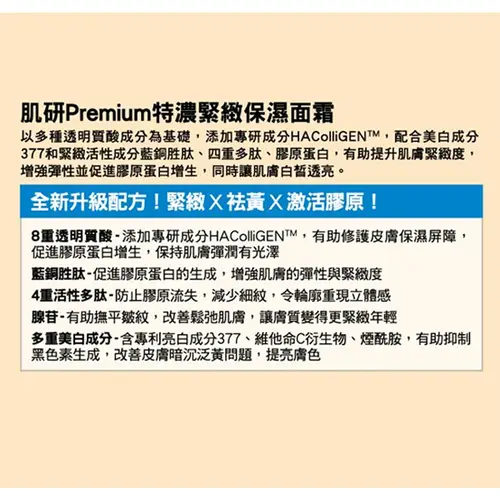 肌研Premium特濃緊緻保濕面霜
以多種透明質酸成分為基礎，添加專研成分HAColliGEN™，配合美白成分
377和緊緻活性成分藍銅胜肽、四重多肽、膠原蛋白，有助提升肌膚緊緻度，
增強彈性並促進膠原蛋白增生，同時讓肌膚白皙透亮。
全新升級配方！緊緻X祛黃X激活膠原！
8重透明質酸-添加專研成分HAColliGEN™，有助修護皮膚保濕屏障，
促進膠原蛋白增生，保持肌膚彈潤有光澤
藍銅胜肽-促進膠原蛋白的生成，增強肌膚的彈性與緊緻度
4重活性多肽-防止膠原流失，減少細紋，令輪廓重現立體感
腺苷-有助撫平皺紋，改善鬆弛肌膚，讓膚質變得更緊緻年輕
多重美白成分-含專利亮白成分377、維他命C衍生物、煙酰胺，有助抑制
黑色素生成，改善皮膚暗沉泛黃問題，提亮膚色